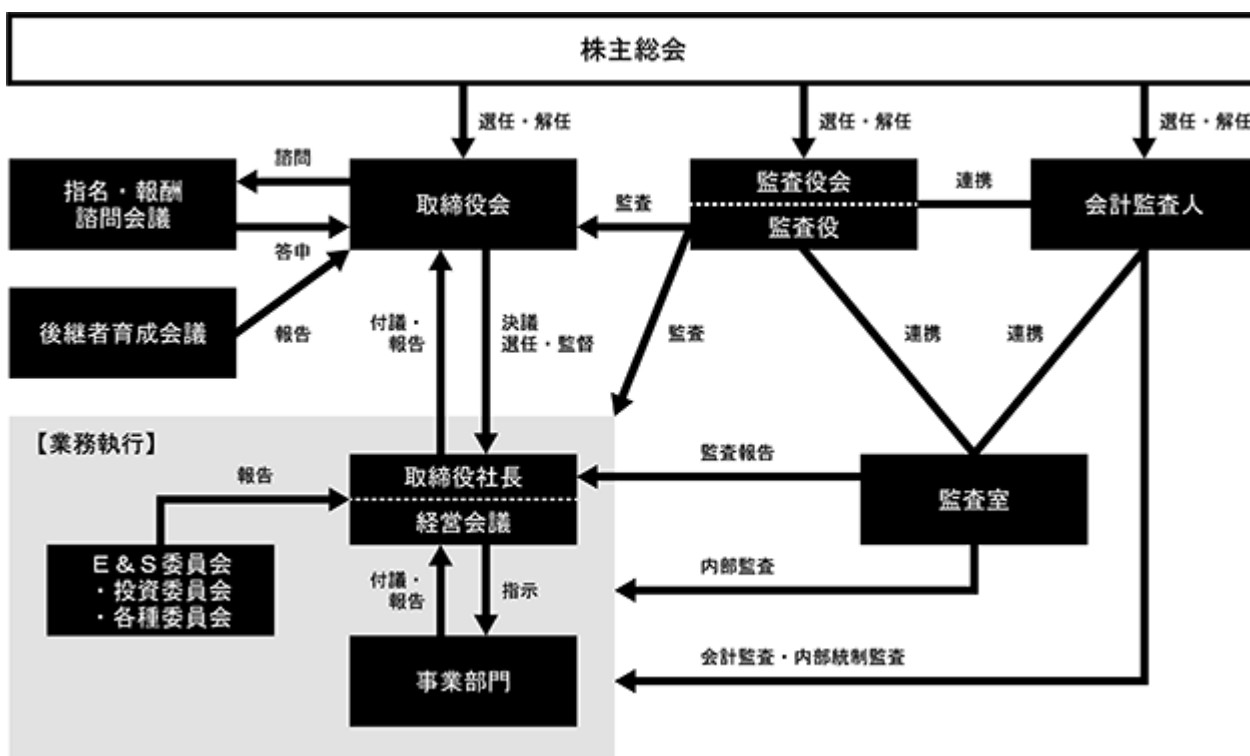 株主総会
選任・解任
選任・解任
選任・解任
諮問
指名・報酬
諮問会議
取締役会
監査
監査役会
監査役
連携
会計監査人
答申
後継者育成会議
報告
付議・
報告
決議
選任・監督
監査
連携
連携
【業務執行】
報告
取締役社長
経営会議
監査報告
監査室
E&S委員会
・投資委員会
・各種委員会
付議・
報告
指示
内部監査
事業部門
会計監査・内部統制監査